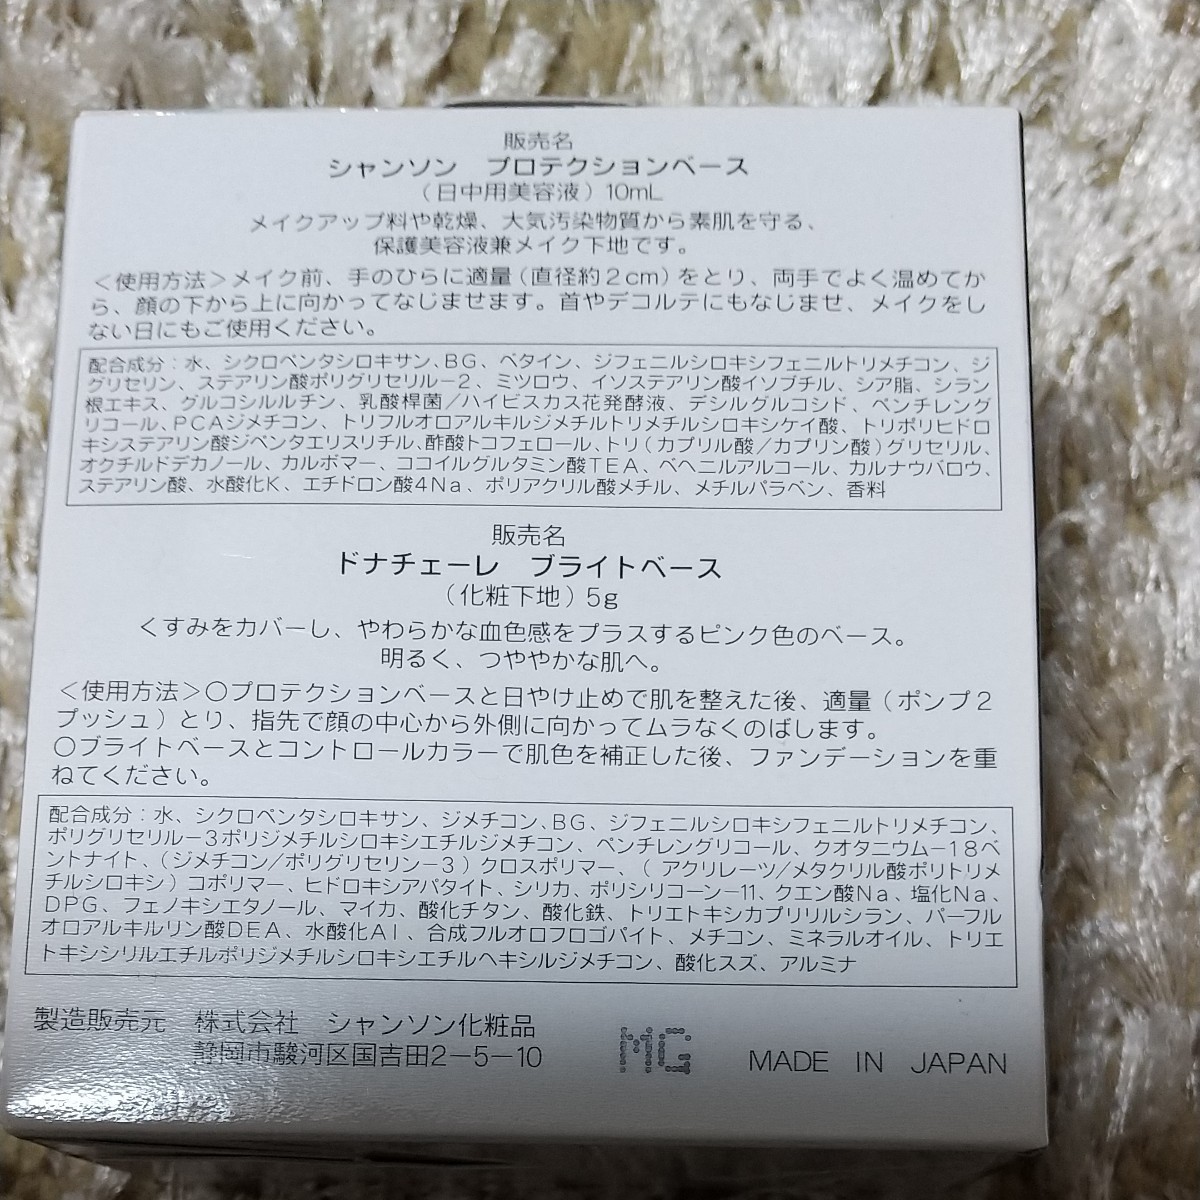 販売名
シャンソン　プロテクションベース
（日中用美容液）10mL
メイクアップ料や乾燥、大気汚染物質から素肌を守る、
保護美容液兼メイク下地です。
＜使用方法＞メイク前、手のひらに適量（直径約２cm）をとり、両手でよく温めてか
ら、顔の下から上に向かってなじませます。首やデコルテにもなじませ、メイクをし
ない日にもご使用ください。
配合成分：水、シクロペンタシロキサン、BG、ベタイン、ジフェニルシロキシフェニルトリメチコン、ジ
グリセリン、ステアリン酸ポリグリセリル－2、ミツロウ、イソステアリン酸イソブチル、シア脂、シラン
根エキス、グルコシルルチン、乳酸桿菌／ハイビスカス花発酵液、デシルグルコシド、ペンチレング
リコール、PCAジメチコン、トリフルオロアルキルジメチルトリメチルシロキシケイ酸、トリポリヒドロ
キシステアリン酸ジペンタエリスリチル、酢酸トコフェロール、トリ（カプリル酸／カプリン酸）グリセリル、
オクチルドデカノール、カルボマー、ココイルグルタミン酸TEA、ベヘニルアルコール、カルナウバロウ、
ステアリン酸、水酸化K、エチドロン酸4Na、ポリアクリル酸メチル、メチルパラベン、香料
販売名
ドナチェーレ　ブライトベース
（化粧下地）5g
くすみをカバーし、やわらかな血色感をプラスするピンク色のベース。
明るく、つややかな肌へ。
＜使用方法＞○プロテクションベースと日やけ止めで肌を整えた後、適量（ポンプ２
プッシュ）とり、指先で顔の中心から外側に向かってムラなくのばします。
○ブライトベースとコントロールカラーで肌色を補正した後、ファンデーションを重
ねてください。
配合成分：水、シクロペンタシロキサン、ジメチコン、BG、ジフェニルシロキシフェニルトリメチコン、
ポリグリセリル－3ポリジメチルシロキシエチルジメチコン、ペンチレングリコール、クオタニウム－18ベ
ントナイト、（ジメチコン/ポリグリセリン－3）クロスポリマー、（アクリレーツ/メタクリル酸ポリトリメ
チルシロキシ）コポリマー、ヒドロキシアパタイト、シリカ、ポリシリコーン－11、クエン酸Na、塩化Na、
DPG、フェノキシエタノール、マイカ、酸化チタン、酸化鉄、トリエトキシカプリリルシラン、パーフル
オロアルキルリン酸DEA、水酸化Al、合成フルオロフロゴパイト、メチコン、ミネラルオイル、トリエ
トキシシリルエチルポリジメチルシロキシエチルヘキシルジメチコン、酸化スズ、アルミナ
製造販売元　株式会社　シャンソン化粧品
静岡市駿河区国吉田2－5－10
MG
MADE IN JAPAN